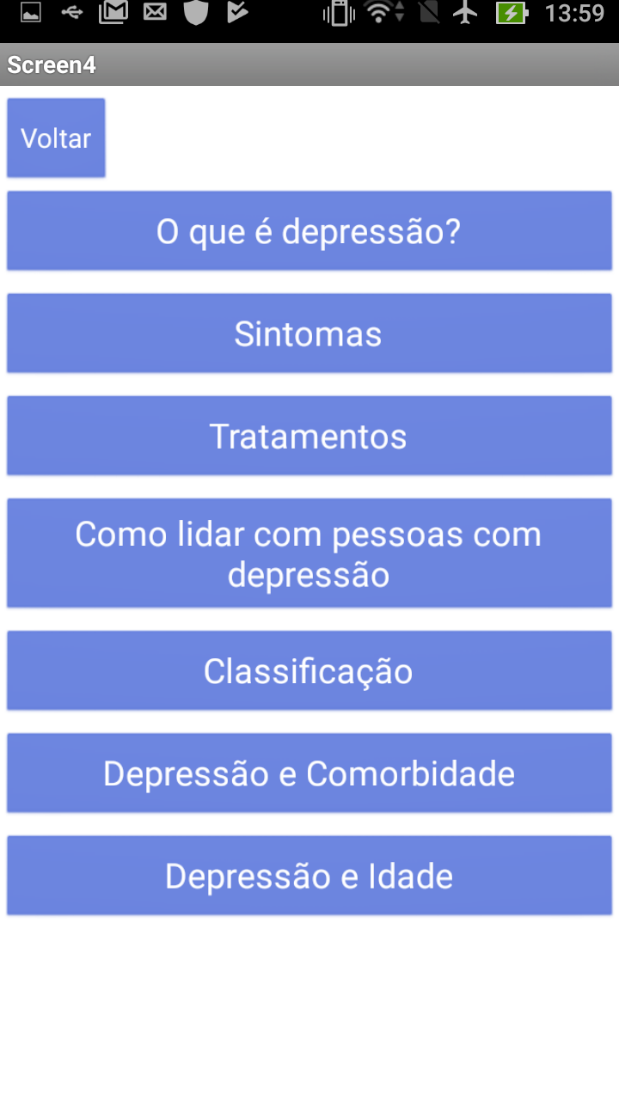 13:59
Screen4
Voltar
O que é depressão?
Sintomas
Tratamentos
Como lidar com pessoas com
depressão
Classificação
Depressão e Comorbidade
Depressão e Idade